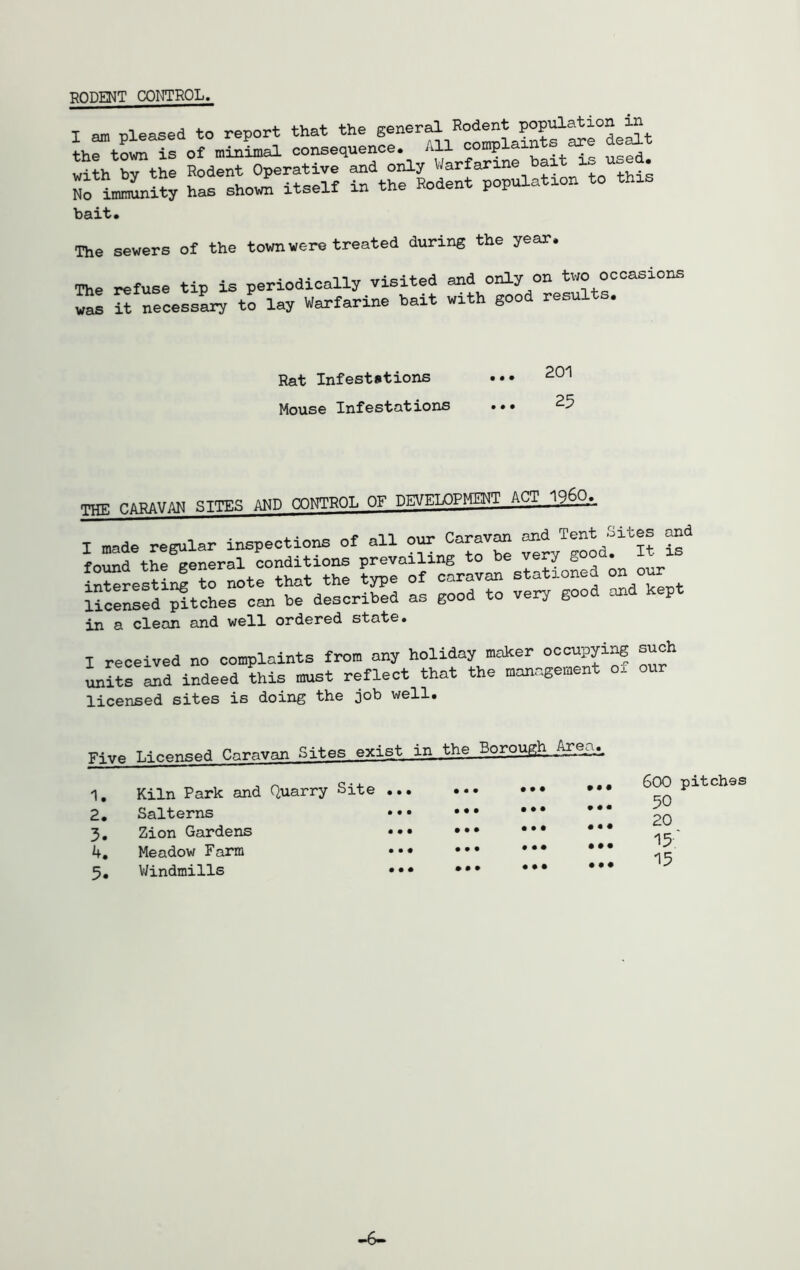 RODENT CONTROL.
I am pleased to report that the general Rodent population in
the town is of minimal consequence. All complaints are dealt
with by the Rodent Operative and only Warfarine bait is used.
No immunity has shown itself in the Rodent population to this
bait.
The sewers of the town were treated during the year.
The refuse tip is periodically visited and only on two occasions
was it necessary to lay Warfarine bait with good results.
Rat Infestations ... 201
Mouse Infestations ... 25
THE CARAVAN SITES AND CONTROL OF DEVELOPMENT ACT 1960.
I made regular inspections of all our Caravan and Tent Sites and
found the general conditions prevailing to be very good. It is
interesting to note that the type of caravan stationed on our
licensed pitches can be described as good to very good and kept
in a clean and well ordered state.
I received no complaints from any holiday maker occupying such
units and indeed this must reflect that the management of our
licensed sites is doing the job well.
Five Licensed Caravan Sites exist in the Borough Area.
1. Kiln Park and Quarry Site ... ... ... ... 600 pitches
2. Salterns ... ... ... ... 50
3. Zion Gardens ... ... ... ... 20
4. Meadow Farm ... ... ... ... 15
5. Windmills ... ... ... ... 15
-6-